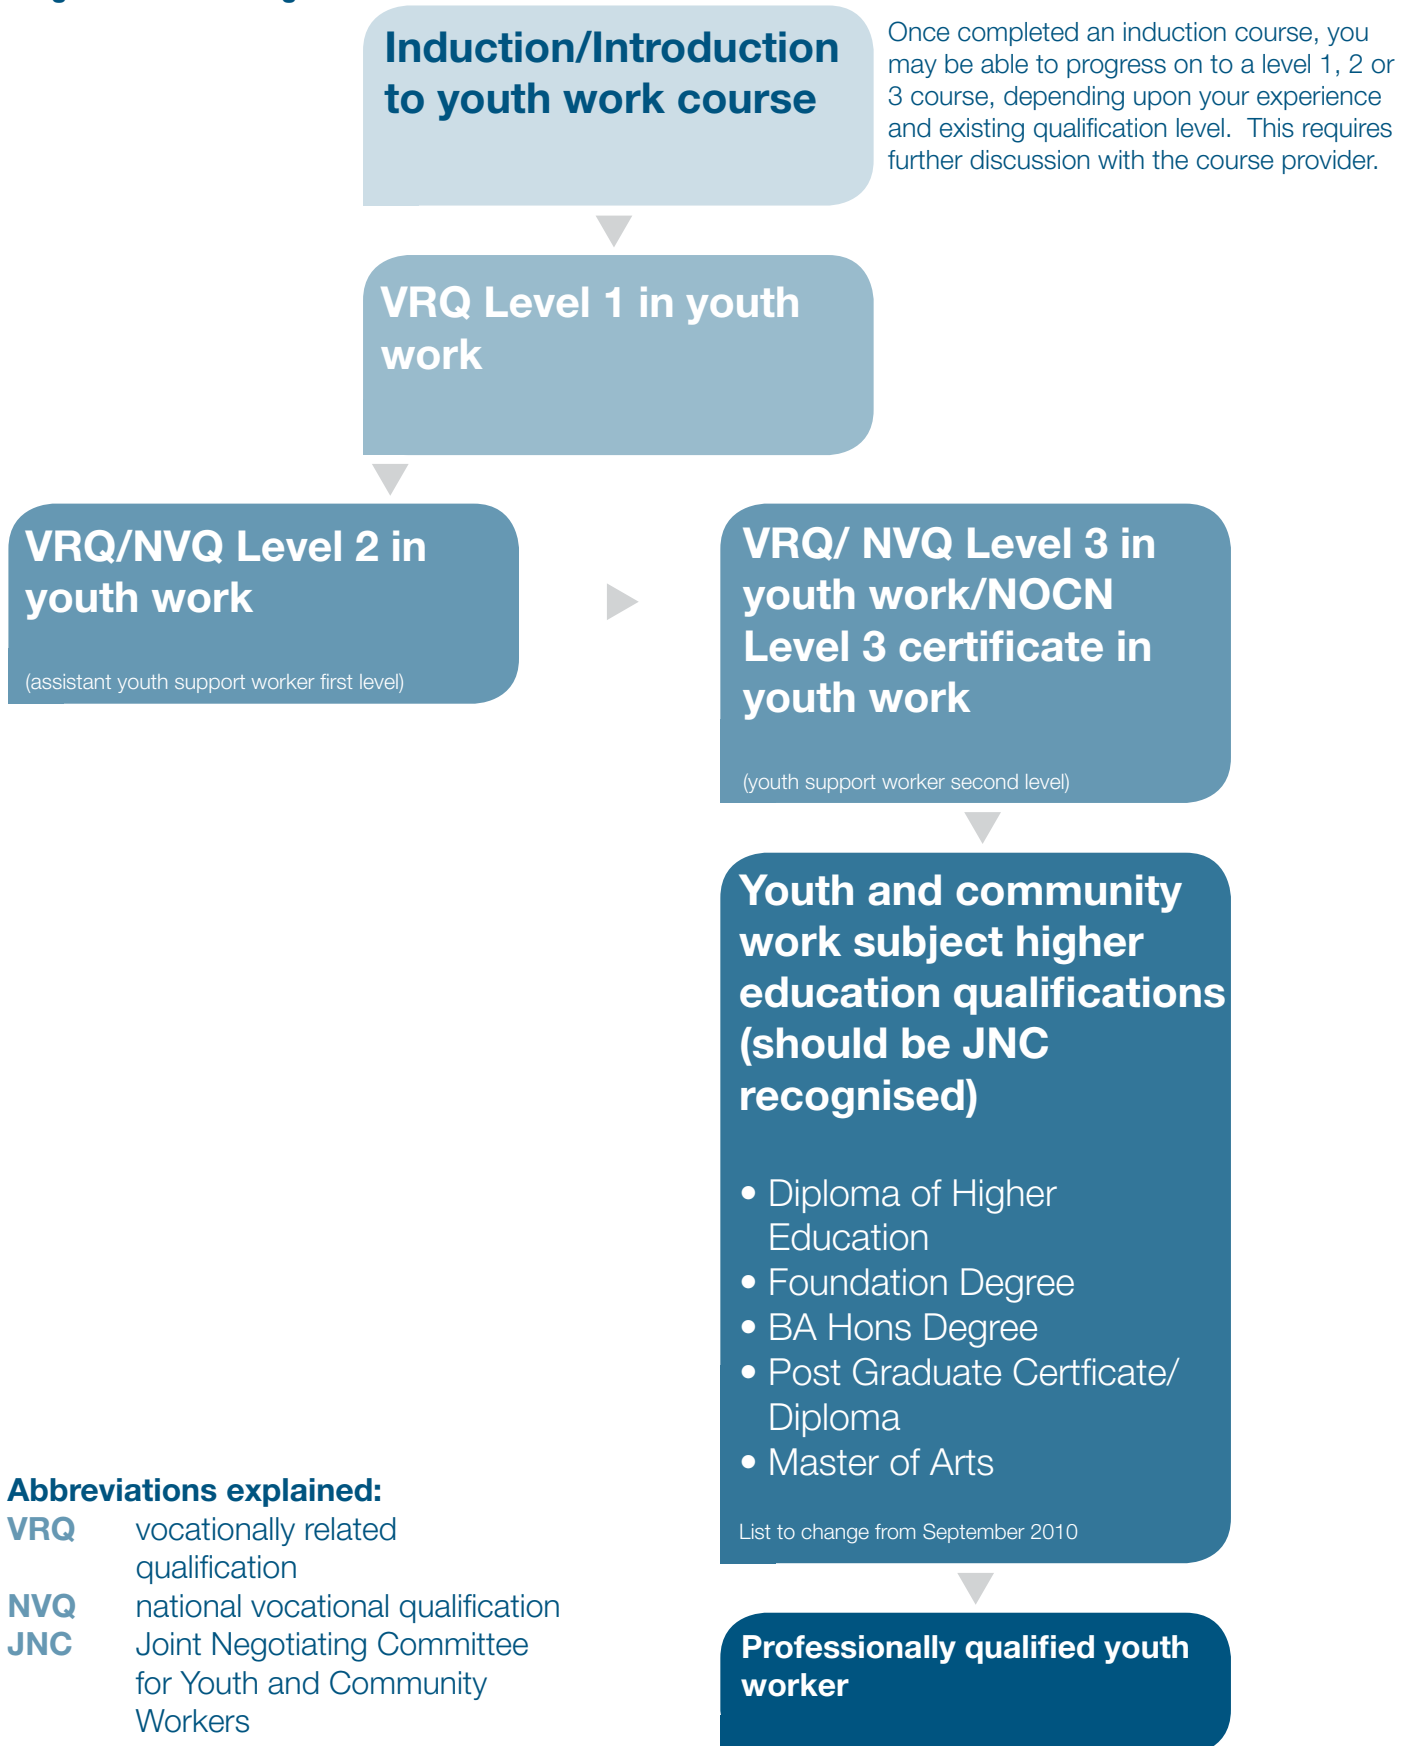 Induction/Introduction
to youth work course
Once completed an induction course, you
may be able to progress on to a level 1, 2 or
3 course, depending upon your experience
and existing qualification level.  This requires
further discussion with the course provider.
VRQ Level 1 in youth
work
VRQ/NVQ Level 2 in
youth work
(assistant youth support worker first level)
VRQ/ NVQ Level 3 in
youth work/NOCN
Level 3 certificate in
youth work
(youth support worker second level)
Youth and community
work subject higher
education qualifications
(should be JNC
recognised)
• Diploma of Higher
Education
• Foundation Degree
• BA Hons Degree
• Post Graduate Certficate/
Diploma
• Master of Arts
List to change from September 2010
Abbreviations explained:
VRQ vocationally related
qualification
NVQ national vocational qualification
JNC Joint Negotiating Committee
for Youth and Community
Workers
Professionally qualified youth
worker